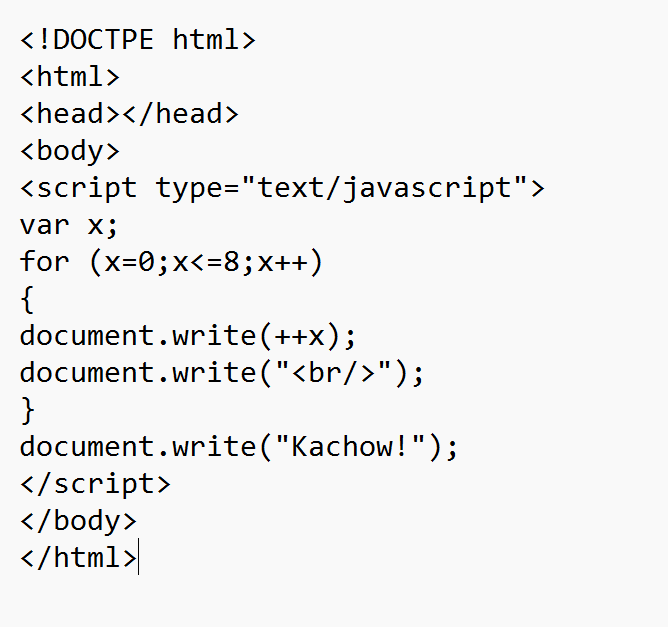 <!DOCTPE html>
<html>
<head></head>
<body>
<script type="text/javascript">
var x;
for (x=0;x<=8;x++)
{
document.write(++x);
document.write("<br/>");
}
document.write("Kachow!");
</script>
</body>
</html>